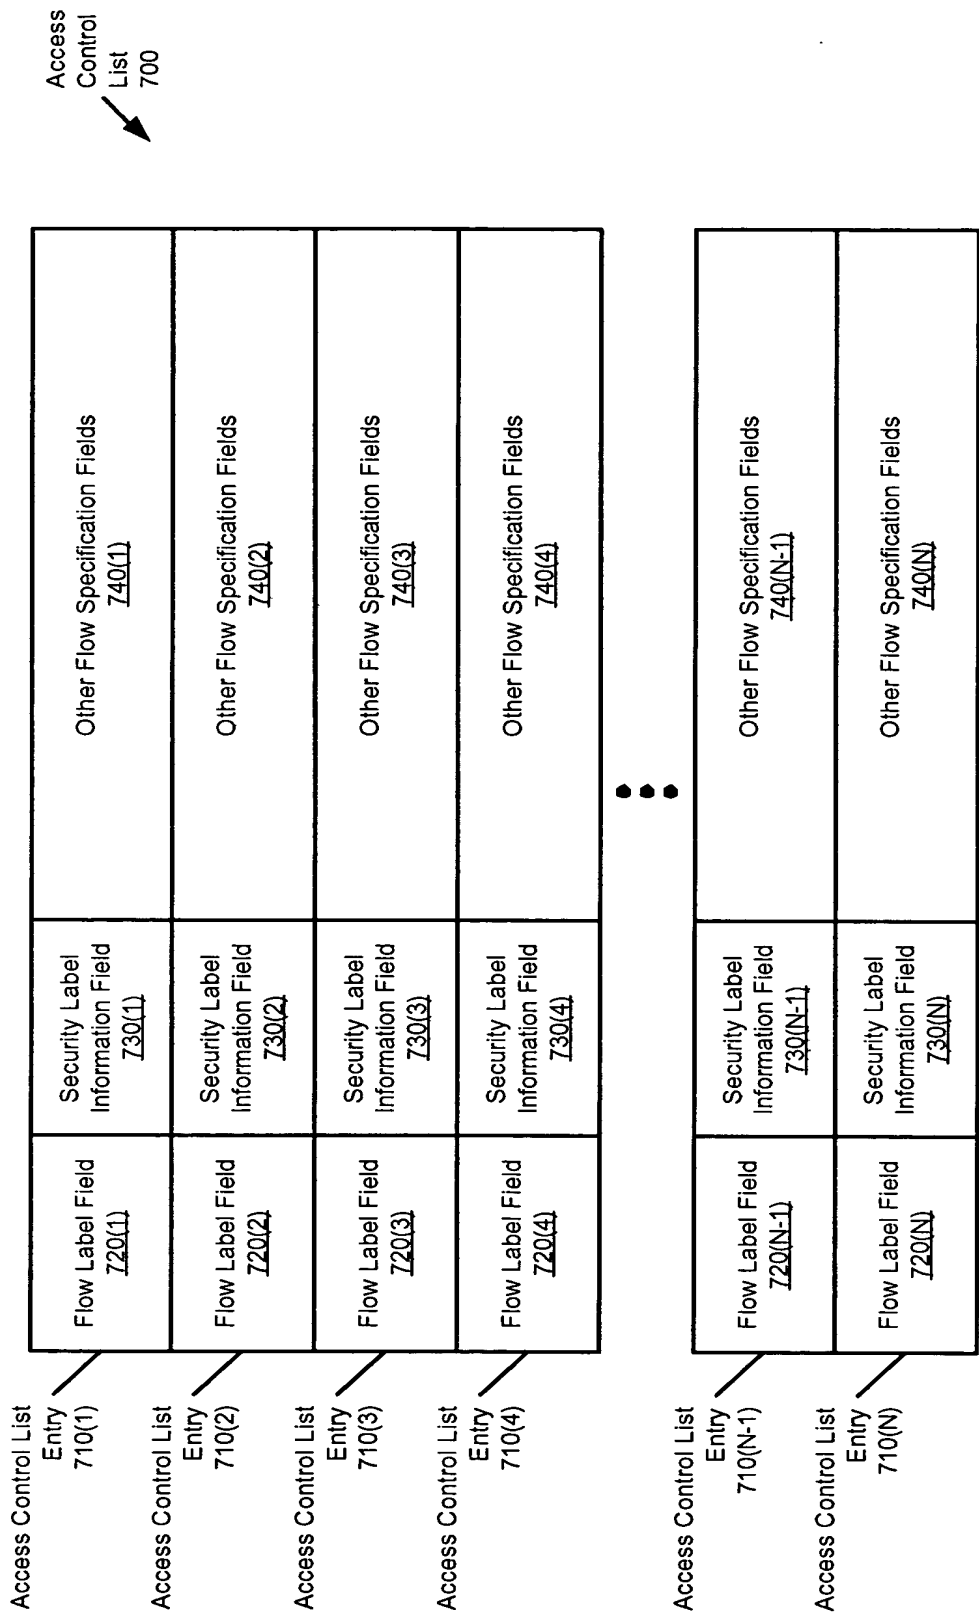 Access
Control
List
700
Access Control List
Entry
710(1)
Flow Label Field
720(1)
Security Label
Information Field
730(1)
Other Flow Specification Fields
740(1)
Access Control List
Entry
710(2)
Flow Label Field
720(2)
Security Label
Information Field
730(2)
Other Flow Specification Fields
740(2)
Access Control List
Entry
710(3)
Flow Label Field
720(3)
Security Label
Information Field
730(3)
Other Flow Specification Fields
740(3)
Access Control List
Entry
710(4)
Flow Label Field
720(4)
Security Label
Information Field
730(4)
Other Flow Specification Fields
740(4)
Access Control List
Entry
710(N-1)
Flow Label Field
720(N-1)
Security Label
Information Field
730(N-1)
Other Flow Specification Fields
740(N-1)
Access Control List
Entry
710(N)
Flow Label Field
720(N)
Security Label
Information Field
730(N)
Other Flow Specification Fields
740(N)